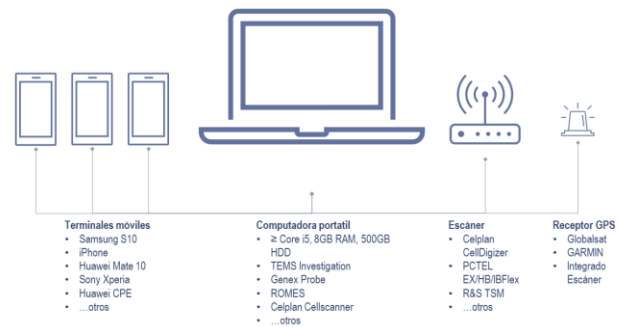 Terminales móviles
• Samsung S10
• iPhone
• Huawei Mate 10
• Sony Xperia
• Huawei CPE
• ...otros
Computadora portatil
• ≥ Core i5, 8GB RAM, 500GB
HDD
• TEMS Investigation
• Genex Probe
• ROMES
• Celplan Cellscanner
• ...otros
Escáner
• Celplan
CellDigizer
• PCTEL
EX/HB/IBFlex
• R&S TSM
• ...otros
Receptor GPS
• Globalsat
• GARMIN
• Integrado
Escáner